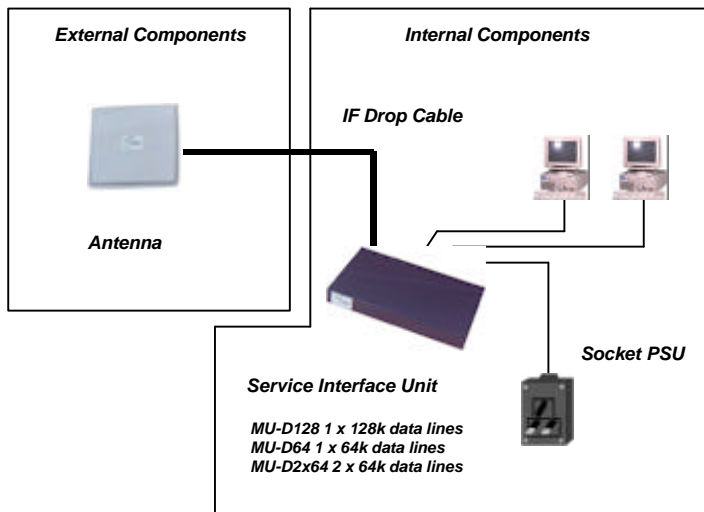 External Components
Internal Components
IF Drop Cable
Antenna
Socket PSU
Service Interface Unit
MU-D128 1 x 128k data lines
MU-D64 1 x 64k data lines
MU-D2x64 2 x 64k data lines